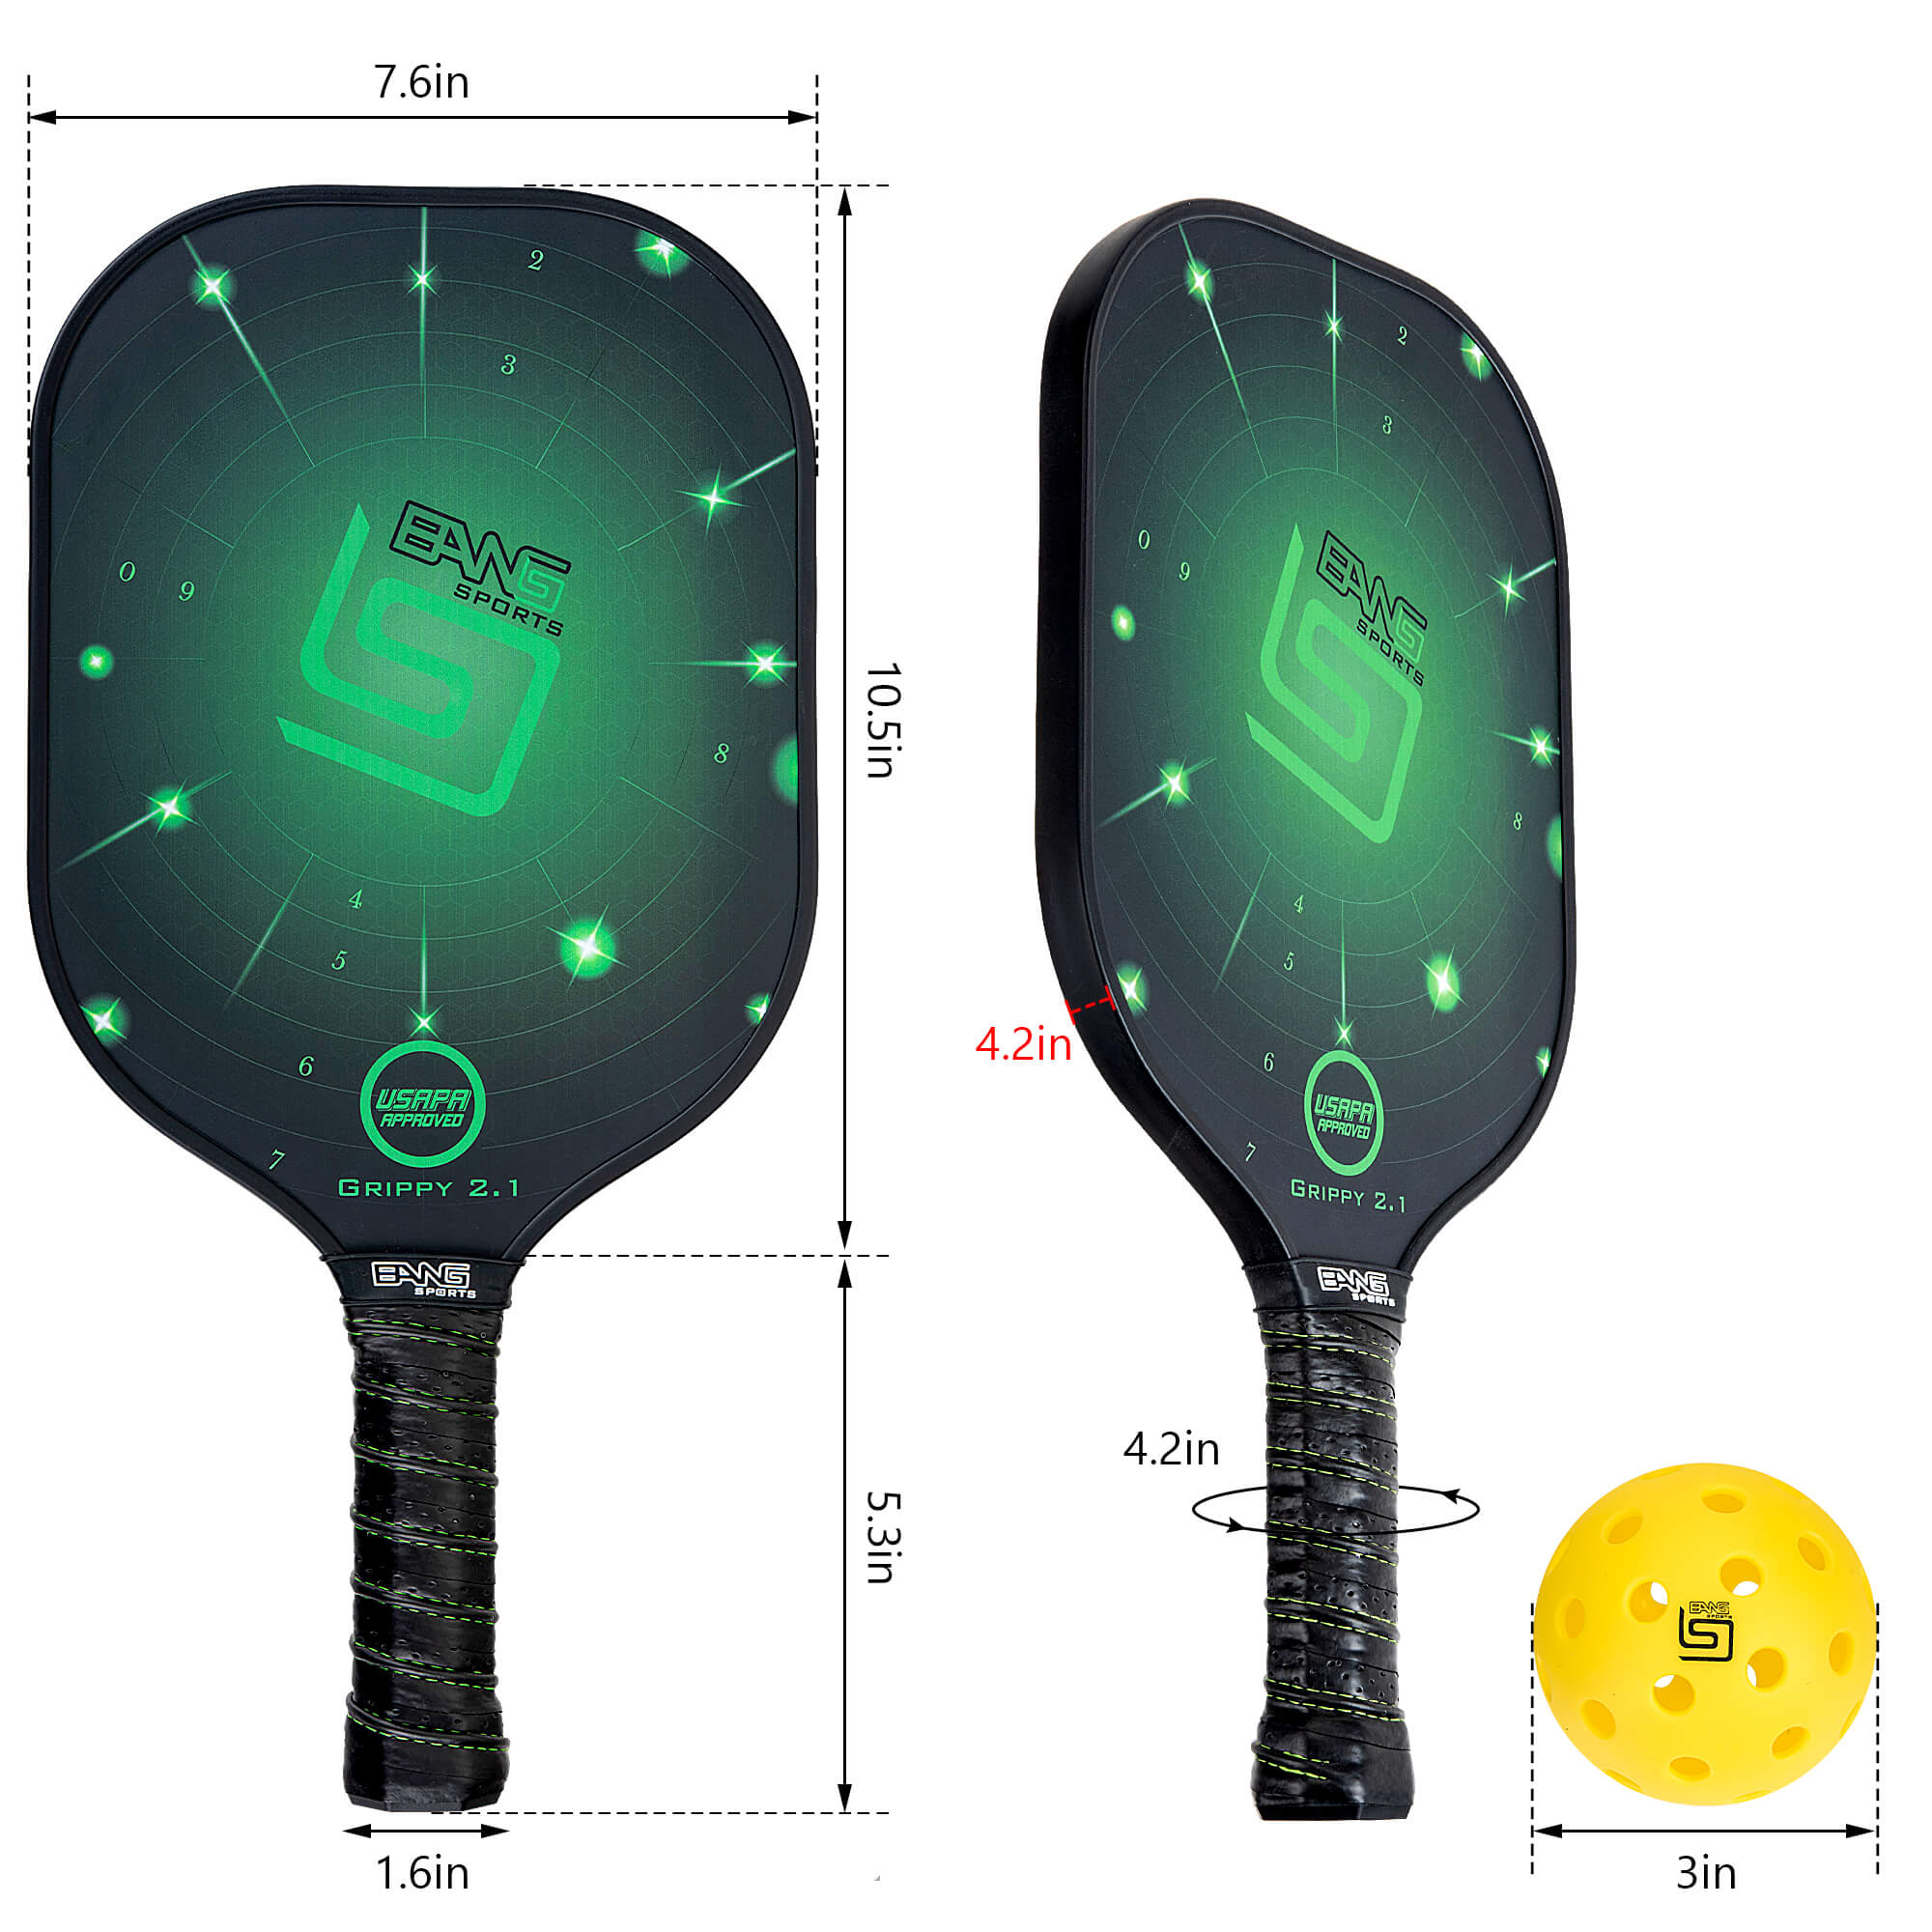 7.6in
2
3
BANG
SPORTS
0
9
10.5in
8
4
5
6
USAPA
APPROVED
7
GRIPPY 2.1
BANG
SPORTS
5.3in
1.6in
2
3
0
9
BANG
SPORTS
8
4
5
4.2in
6
USAPA
APPROVED
7
GRIPPY 2.1
BANG
SPORTS
4.2in
BANG
SPORTS
3in